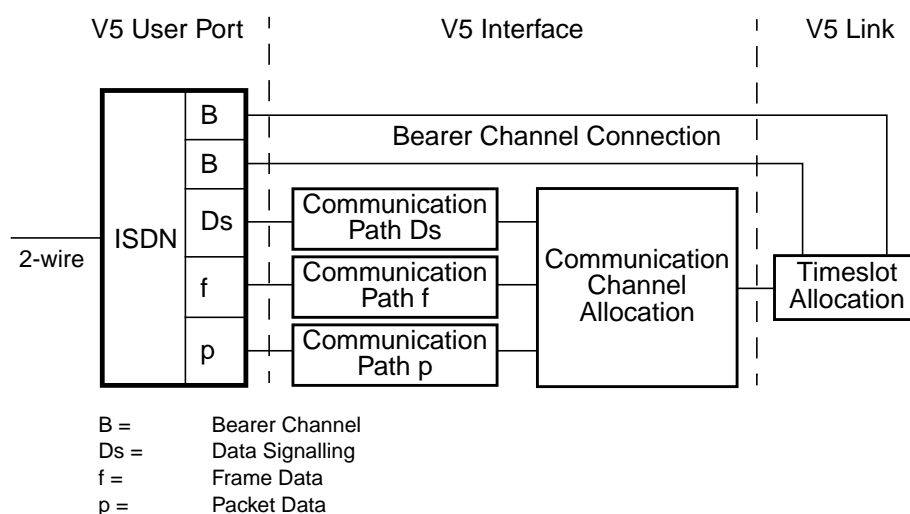 V5 User Port
V5 Interface
V5 Link
B
Bearer Channel Connection
B
2-wire
ISDN
Ds
f
p
Communication
Path Ds
Communication
Path f
Communication
Path p
Communication
Channel
Allocation
Timeslot
Allocation
B = Bearer Channel
Ds = Data Signalling
f = Frame Data
p = Packet Data